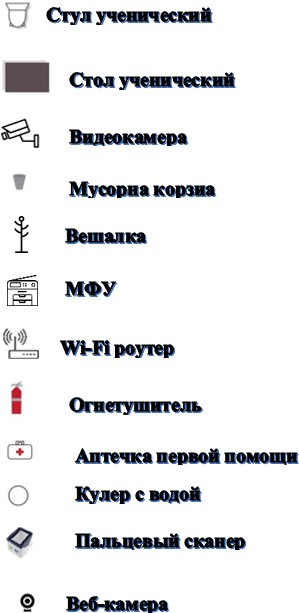 Стул ученический
Стол ученический
Видеокамера
Мусорна корзиа
Вешалка
МФУ
Wi-Fi роутер
Огнетушитель
Аптечка первой помощи
Кулер с водой
Пальцевый сканер
Веб-камера